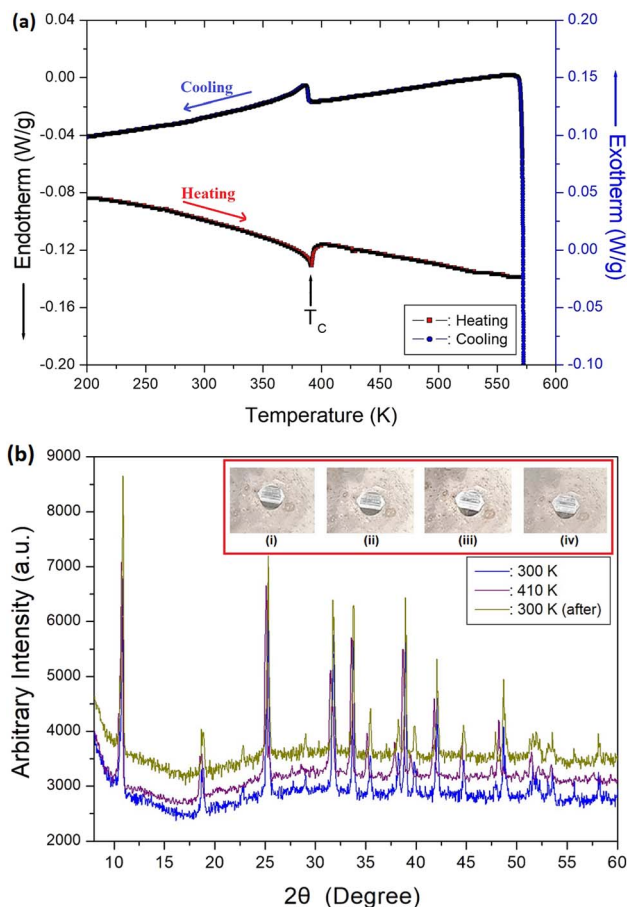 (a)
0.04
0.00
-0.04
-0.08
-0.12
-0.16
-0.20
Endotherm (W/g)
0.20
0.15
0.10
0.05
0.00
-0.05
-0.10
Exotherm (W/g)
Cooling
Heating
T_C
—: Heating
—: Cooling
200 250 300 350 400 450 500 550 600
Temperature (K)
(b)
9000
8000
7000
6000
5000
4000
3000
2000
Arbitrary Intensity (a.u.)
(i) (ii) (iii) (iv)
—: 300 K
—: 410 K
—: 300 K (after)
10 15 20 25 30 35 40 45 50 55 60
2θ (Degree)